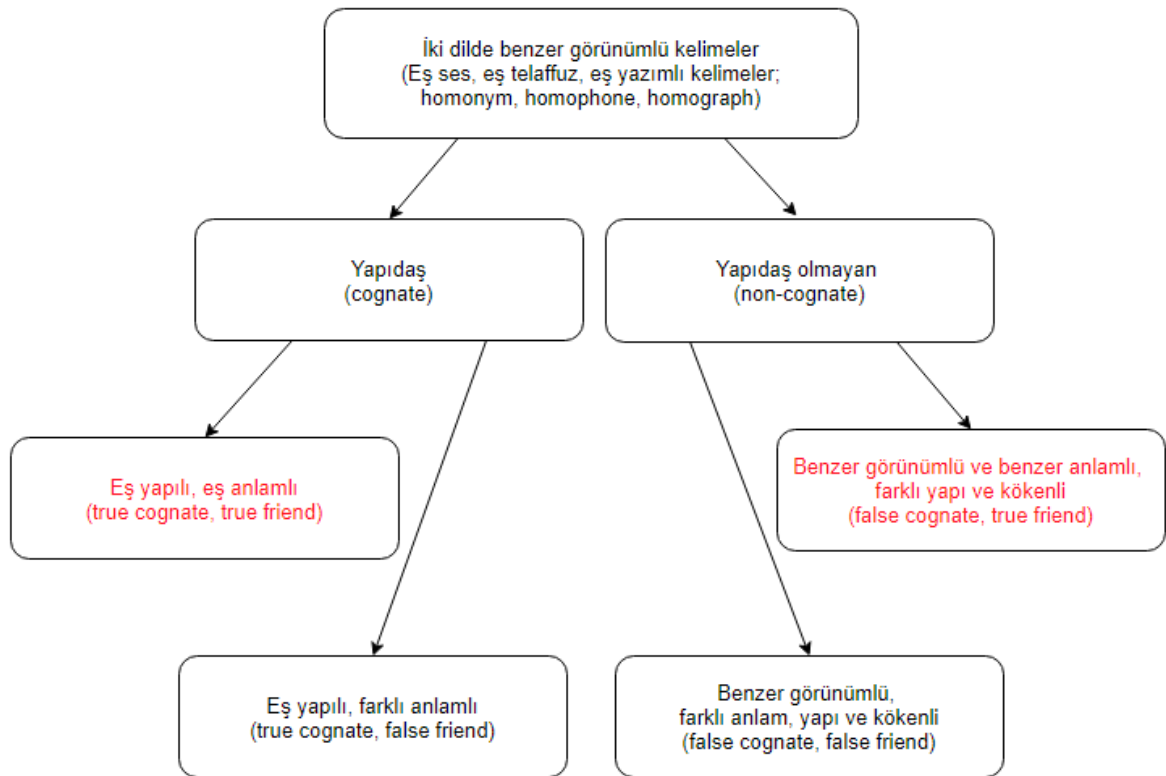 İki dilde benzer görünümlü kelimeler
(Eş ses, eş telaffuz, eş yazımlı kelimeler;
homonym, homophone, homograph)
Yapıdaş
(cognate)
Yapıdaş olmayan
(non-cognate)
Eş yapılı, eş anlamlı
(true cognate, true friend)
Benzer görünümlü ve benzer anlamlı,
farklı yapı ve kökenli
(false cognate, true friend)
Eş yapılı, farklı anlamlı
(true cognate, false friend)
Benzer görünümlü,
farklı anlam, yapı ve kökenli
(false cognate, false friend)